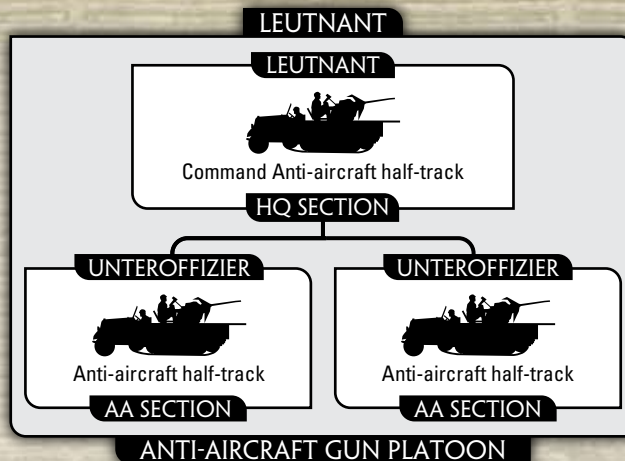 LEUTNANT
LEUTNANT
Command Anti-aircraft half-track
HQ SECTION
UNTEROFFIZIER
Anti-aircraft half-track
AA SECTION
UNTEROFFIZIER
Anti-aircraft half-track
AA SECTION
ANTI-AIRCRAFT GUN PLATOON